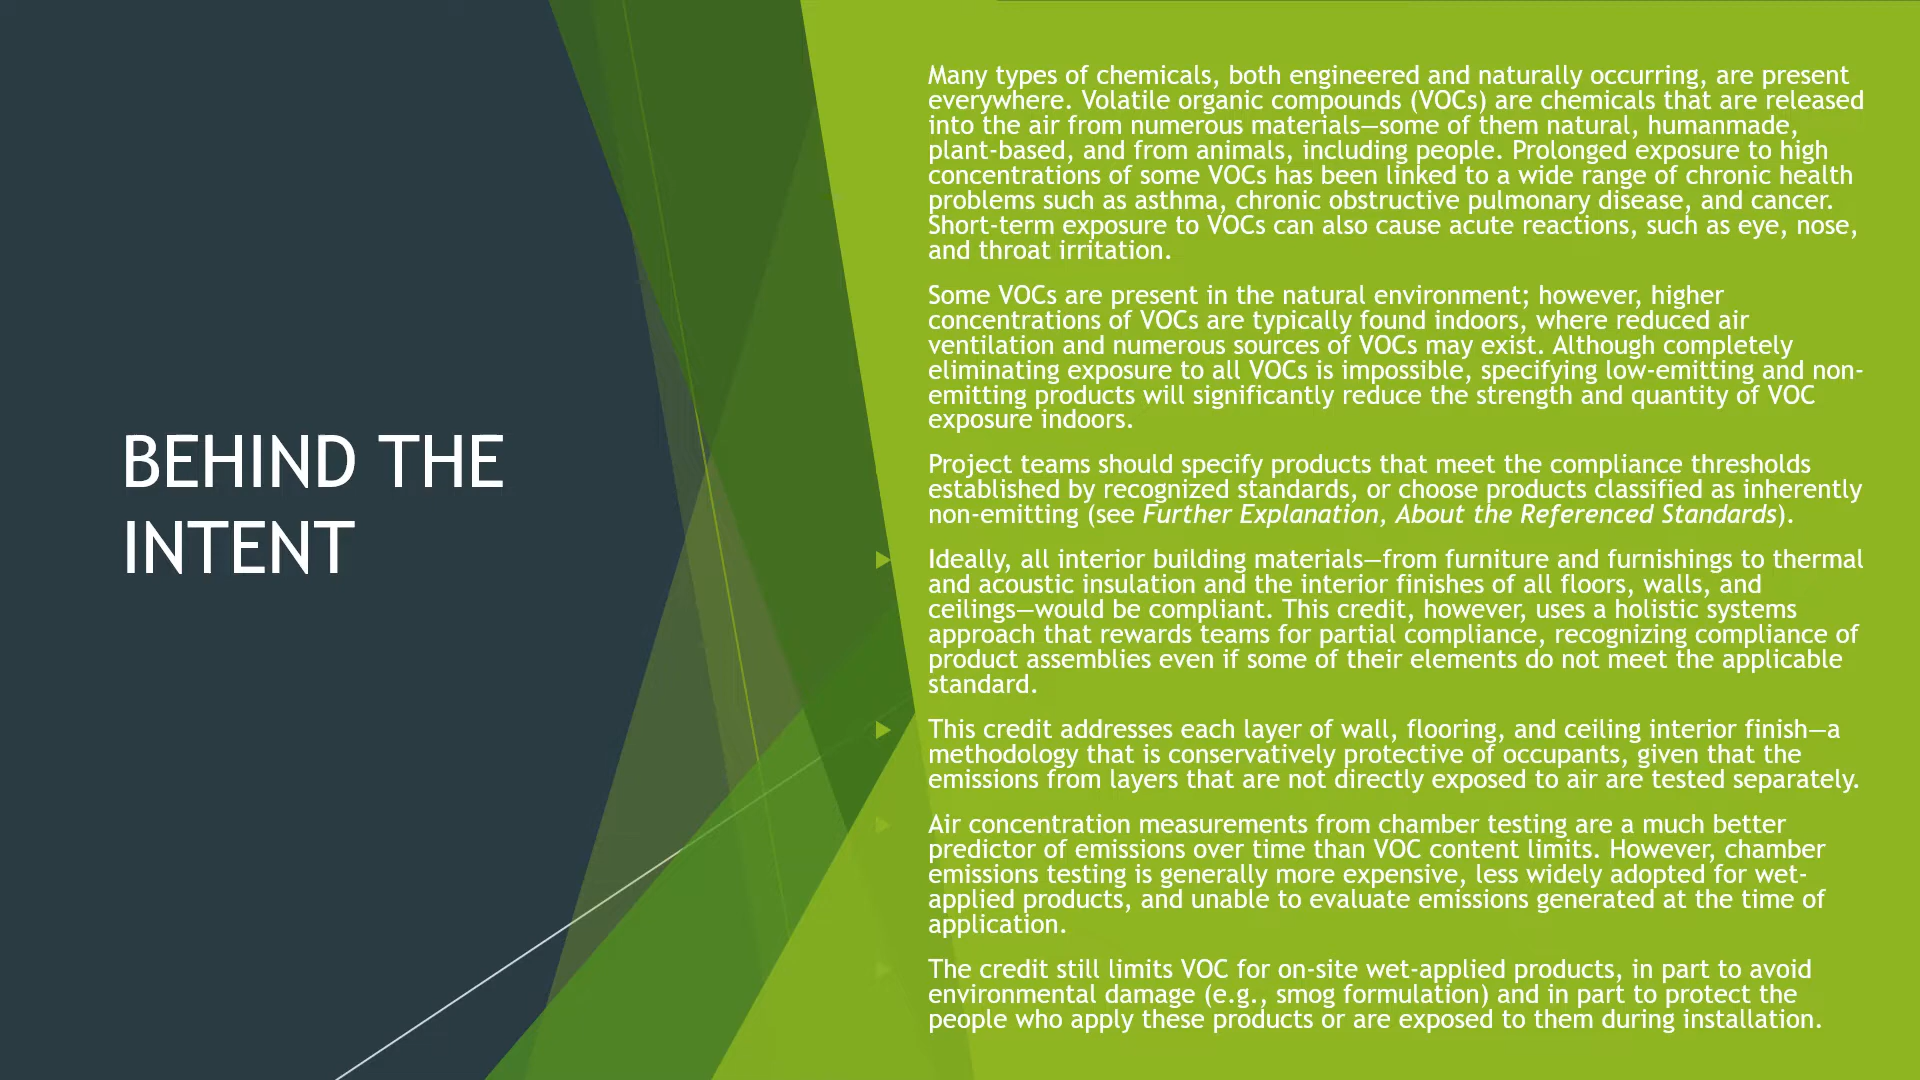 BEHIND THE
INTENT
Many types of chemicals, both engineered and naturally occurring, are present
everywhere. Volatile organic compounds (VOCs) are chemicals that are released
into the air from numerous materials—some of them natural, humanmade,
plant-based, and from animals, including people. Prolonged exposure to high
concentrations of some VOCs has been linked to a wide range of chronic health
problems such as asthma, chronic obstructive pulmonary disease, and cancer.
Short-term exposure to VOCs can also cause acute reactions, such as eye, nose,
and throat irritation.
Some VOCs are present in the natural environment; however, higher
concentrations of VOCs are typically found indoors, where reduced air
ventilation and numerous sources of VOCs may exist. Although completely
eliminating exposure to all VOCs is impossible, specifying low-emitting and non-
emitting products will significantly reduce the strength and quantity of VOC
exposure indoors.
Project teams should specify products that meet the compliance thresholds
established by recognized standards, or choose products classified as inherently
non-emitting (see Further Explanation, About the Referenced Standards).
Ideally, all interior building materials—from furniture and furnishings to thermal
and acoustic insulation and the interior finishes of all floors, walls, and
ceilings—would be compliant. This credit, however, uses a holistic systems
approach that rewards teams for partial compliance, recognizing compliance of
product assemblies even if some of their elements do not meet the applicable
standard.
This credit addresses each layer of wall, flooring, and ceiling interior finish—a
methodology that is conservatively protective of occupants, given that the
emissions from layers that are not directly exposed to air are tested separately.
Air concentration measurements from chamber testing are a much better
predictor of emissions over time than VOC content limits. However, chamber
emissions testing is generally more expensive, less widely adopted for wet-
applied products, and unable to evaluate emissions generated at the time of
application.
The credit still limits VOC for on-site wet-applied products, in part to avoid
environmental damage (e.g., smog formulation) and in part to protect the
people who apply these products or are exposed to them during installation.